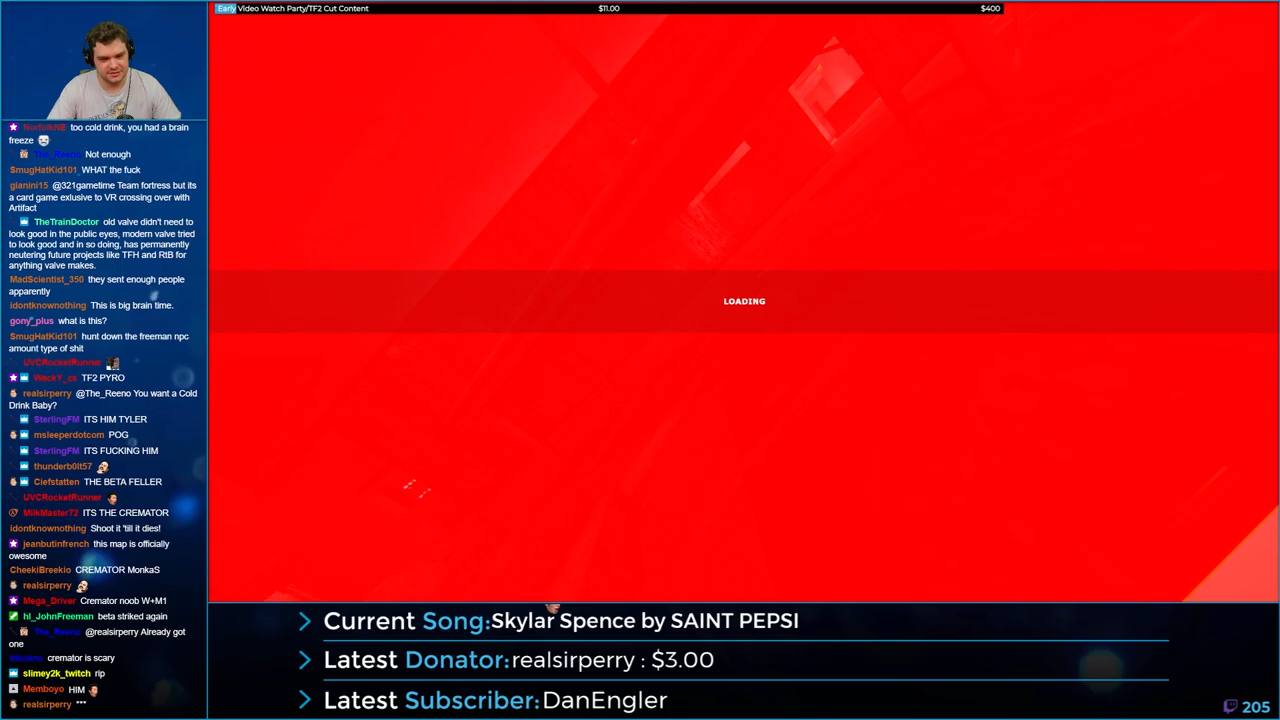 Early Video Watch Party/TF2 Cut Content $11.00 $400
NorfolkNE too cold drink, you had a brain
freeze
The_Reeno Not enough
SmugHatKid101 WHAT the fuck
gianini15 @321gametime Team fortress but its
a card game exlusive to VR crossing over with
Artifact
TheTrainDoctor old valve didn't need to
look good in the public eyes, modern valve tried
to look good and in so doing, has permanently
neutering future projects like TFH and RtB for
anything valve makes.
MadScientist_350 they sent enough people
apparently
idontknownothing This is big brain time.
gony_plus what is this?
SmugHatKid101 hunt down the freeman npc
amount type of shit
UVCRocketRunner
WackY_cs TF2 PYRO
realsirperry @The_Reeno You want a Cold
Drink Baby?
SterlingFM ITS HIM TYLER
msleeperdotcom POG
SterlingFM ITS FUCKING HIM
thunderb0lt57
Ciefstatten THE BETA FELLER
UVCRocketRunner
MilkMaster72 ITS THE CREMATOR
idontknownothing Shoot it 'till it dies!
jeanbutinfrench this map is officially
owesome
CheekiBreekio CREMATOR MonkaS
realsirperry
Mega_Driver Cremator noob W+M1
hl_JohnFreeman beta striked again
The_Reeno @realsirperry Already got
one
cremator is scary
slimey2k_twitch rip
Memboyo HIM
realsirperry ***
LOADING
Current Song:Skylar Spence by SAINT PEPSI
Latest Donator:realsirperry : $3.00
Latest Subscriber:DanEngler
205